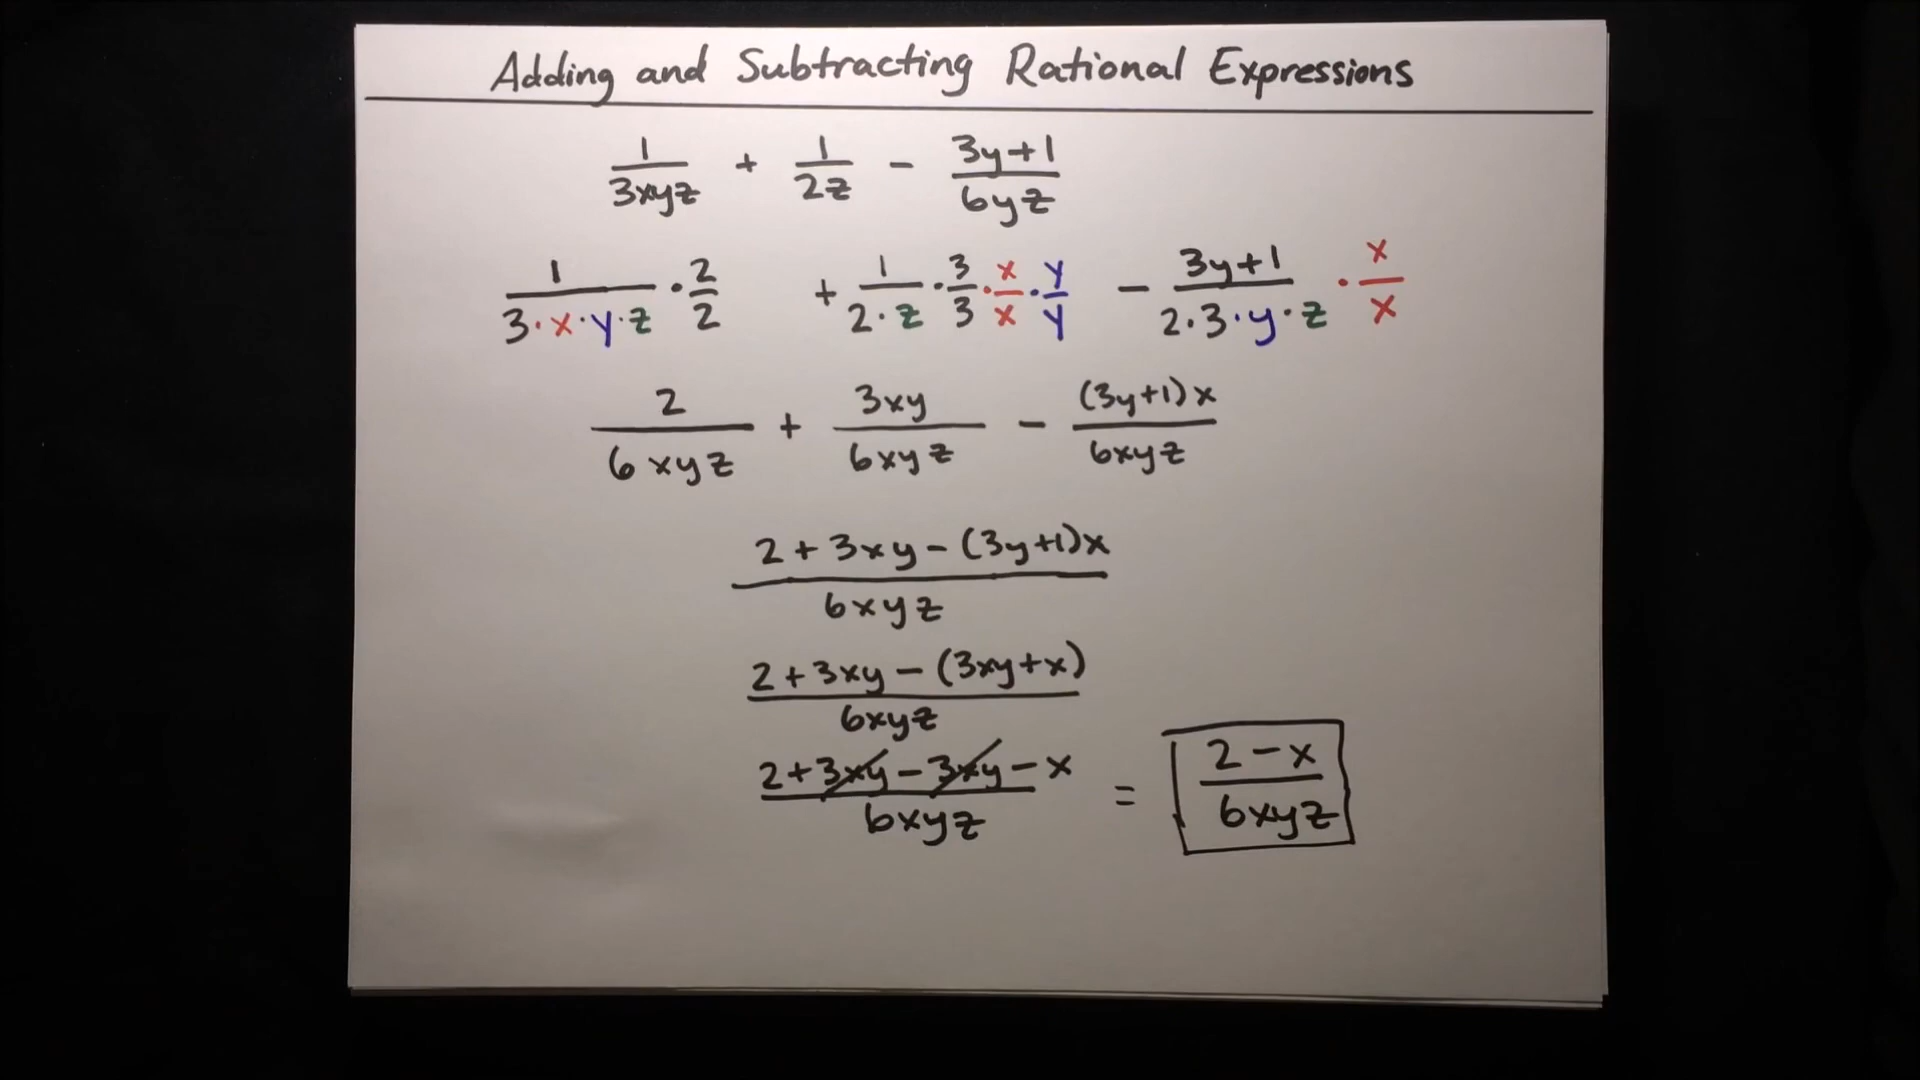 Adding and Subtracting Rational Expressions
1/3xyz + 1/2z - 3y+1/6yz
1/3·x·y·z · 2/2 + 1/2·z · 3/3 · x/x · y/y - 3y+1/2·3·y·z · x/x
2/6xyz + 3xy/6xyz - (3y+1)x/6xyz
2+3xy-(3y+1)x/6xyz
2+3xy-(3xy+x)/6xyz
2+3xy-3xy-x/6xyz = 2-x/6xyz